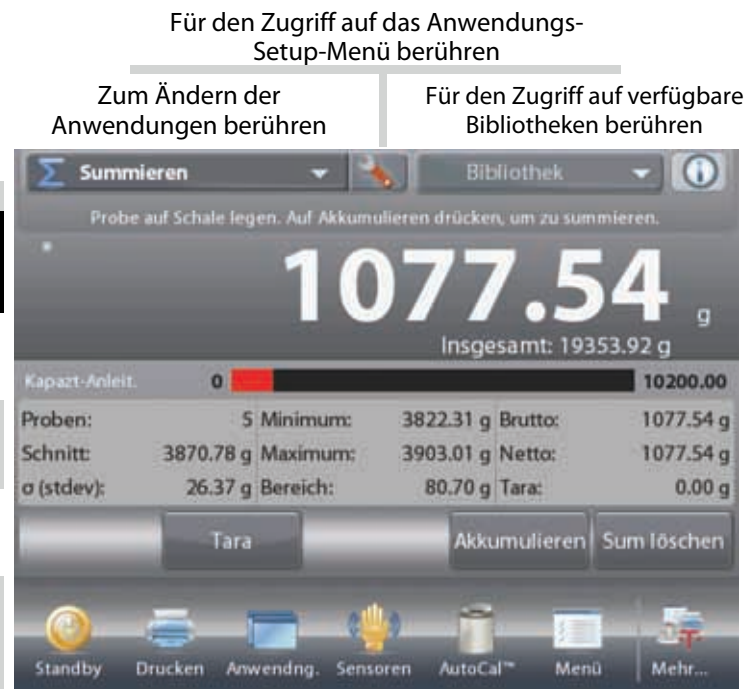 Für den Zugriff auf das Anwendungs-
Setup-Menü berühren
Zum Ändern der
Anwendungen berühren
Für den Zugriff auf verfügbare
Bibliotheken berühren
Summieren
Bibliothek
Probe auf Schale legen. Auf Akkumulieren drücken, um zu summieren.
1077.54 g
Insgesamt: 19353.92 g
Kapazt-Anleit. 0 10200.00
Proben: 5 Minimum: 3822.31 g Brutto: 1077.54 g
Schnitt: 3870.78 g Maximum: 3903.01 g Netto: 1077.54 g
σ (stdev): 26.37 g Bereich: 80.70 g Tara: 0.00 g
Tara Akkumulieren Sum löschen
Standby Drucken Anwendng. Sensoren AutoCal™ Menü Mehr...